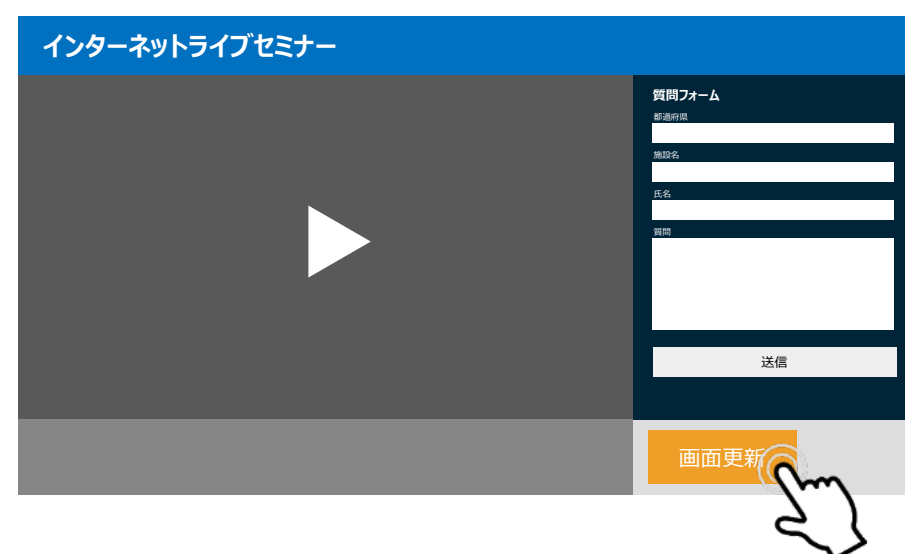 インターネットライブセミナー
質問フォーム
都道府県
施設名
氏名
質問
送信
画面更新